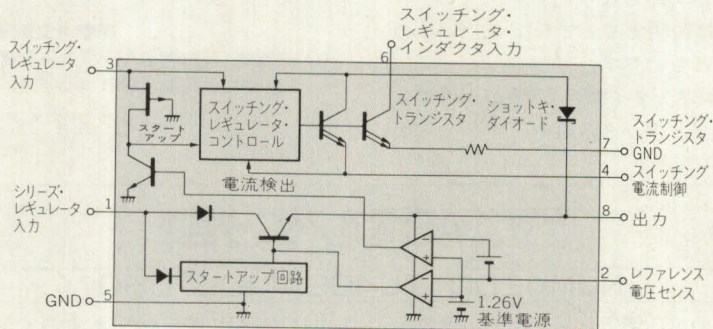 スイッチング・
レギュレータ・
インダクタ入力
6
スイッチング・
レギュレータ
入力
3
スイッチング・
レギュレータ・
コントロール
スタート
アップ
スイッチング・
トランジスタ
ショットキ・
ダイオード
スイッチング・
トランジスタ
GND
7
4
スイッチング
電流制御
電流検出
シリーズ・
レギュレータ
入力
1
8
出力
スタートアップ回路
2
レファレンス
電圧センス
GND
5
1.26V
基準電源